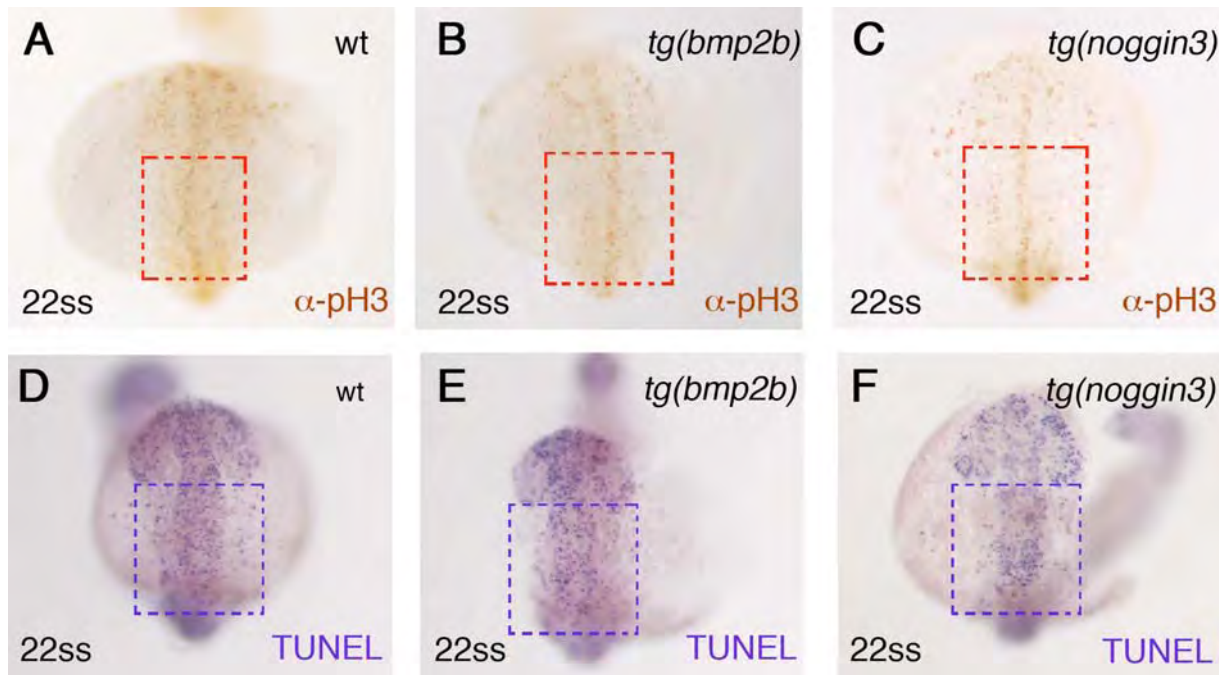 A wt
22ss α-pH3
B tg(bmp2b)
22ss α-pH3
C tg(noggin3)
22ss α-pH3
D wt
22ss TUNEL
E tg(bmp2b)
22ss TUNEL
F tg(noggin3)
22ss TUNEL